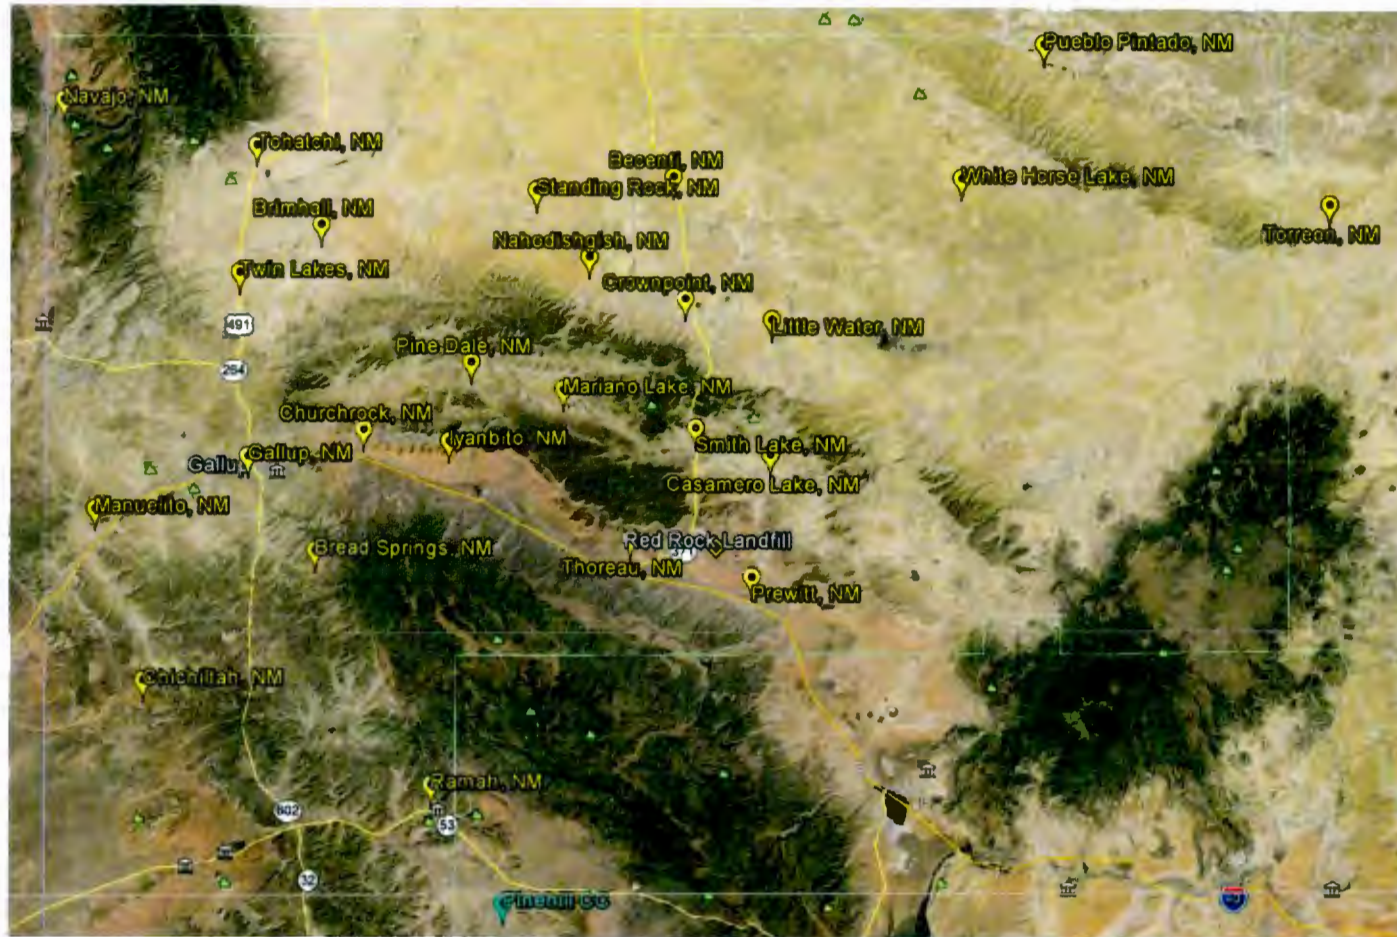 Pueblo Pintado, NM
Navajo, NM
Tohatchi, NM
Becenti, NM
Standing Rock, NM
White Horse Lake, NM
Brimhall, NM
Torreon, NM
Nahodishgish, NM
Twin Lakes, NM
Crownpoint, NM
491
Little Water, NM
Pine Dale, NM
264
Mariano Lake, NM
Churchrock, NM
Iyanbito, NM
Smith Lake, NM
Gallup
Gallup, NM
Casamero Lake, NM
Manuelito, NM
Red Rock Landfill
Bread Springs, NM
371
Thoreau, NM
Prewitt, NM
Chichiltah, NM
Ramah, NM
602
53
32
Pinehill CC